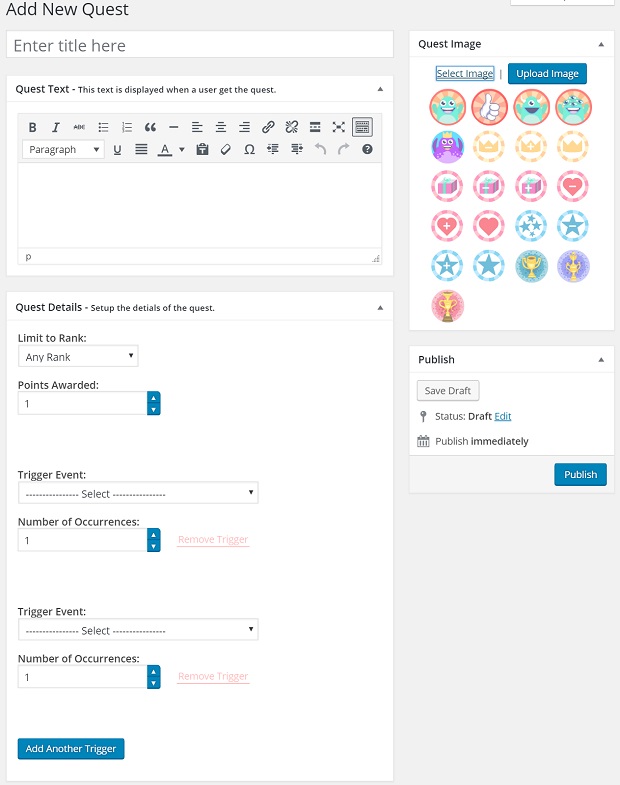 Add New Quest
Enter title here
Quest Text - This text is displayed when a user get the quest.
B I ABC
Paragraph U A Ω
p
Quest Details - Setup the detials of the quest.
Limit to Rank:
Any Rank
Points Awarded:
1
Trigger Event:
---------------- Select ----------------
Number of Occurrences:
1 Remove Trigger
Trigger Event:
---------------- Select ----------------
Number of Occurrences:
1 Remove Trigger
Add Another Trigger
Quest Image
Select Image | Upload Image
Publish
Save Draft
Status: Draft Edit
Publish immediately
Publish